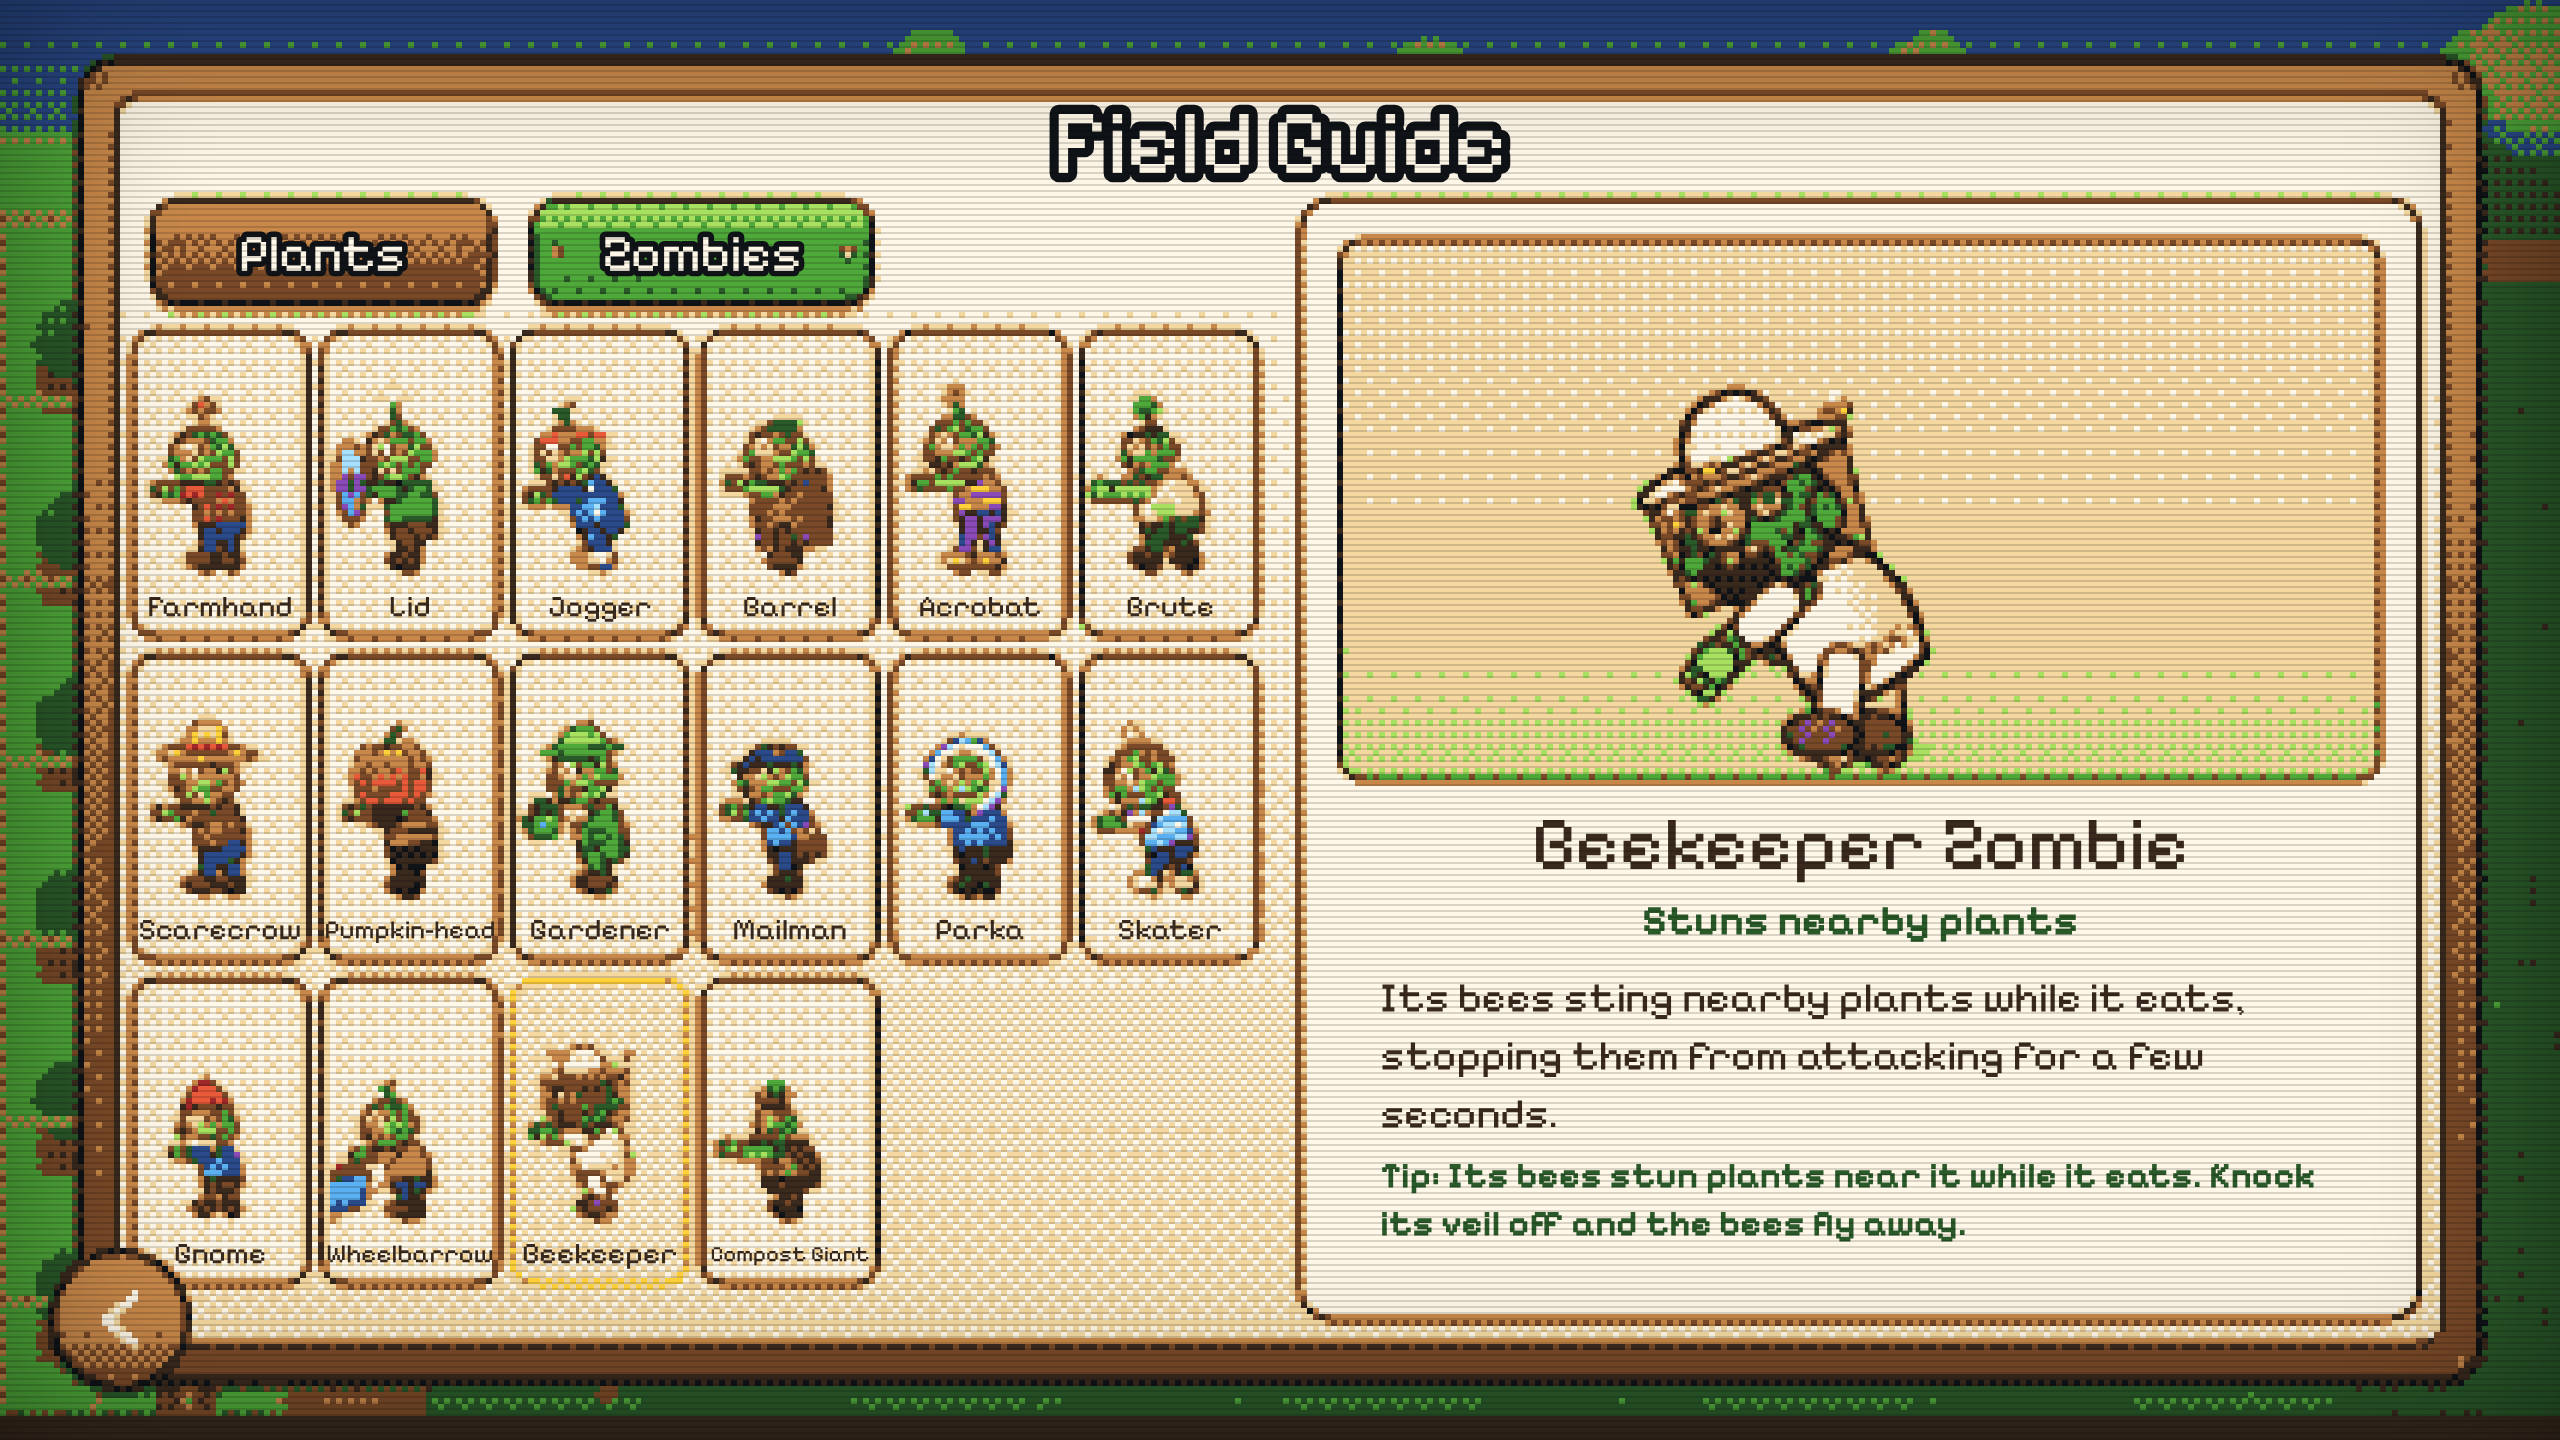 Field Guide
Plants
Zombies
Farmhand
Lid
Jogger
Barrel
Acrobat
Brute
Scarecrow
Pumpkin-head
Gardener
Mailman
Parka
Skater
Gnome
Wheelbarrow
Beekeeper
Compost Giant
Beekeeper Zombie
Stuns nearby plants
Its bees sting nearby plants while it eats,
stopping them from attacking for a few
seconds.
Tip: Its bees stun plants near it while it eats. Knock
its veil off and the bees fly away.